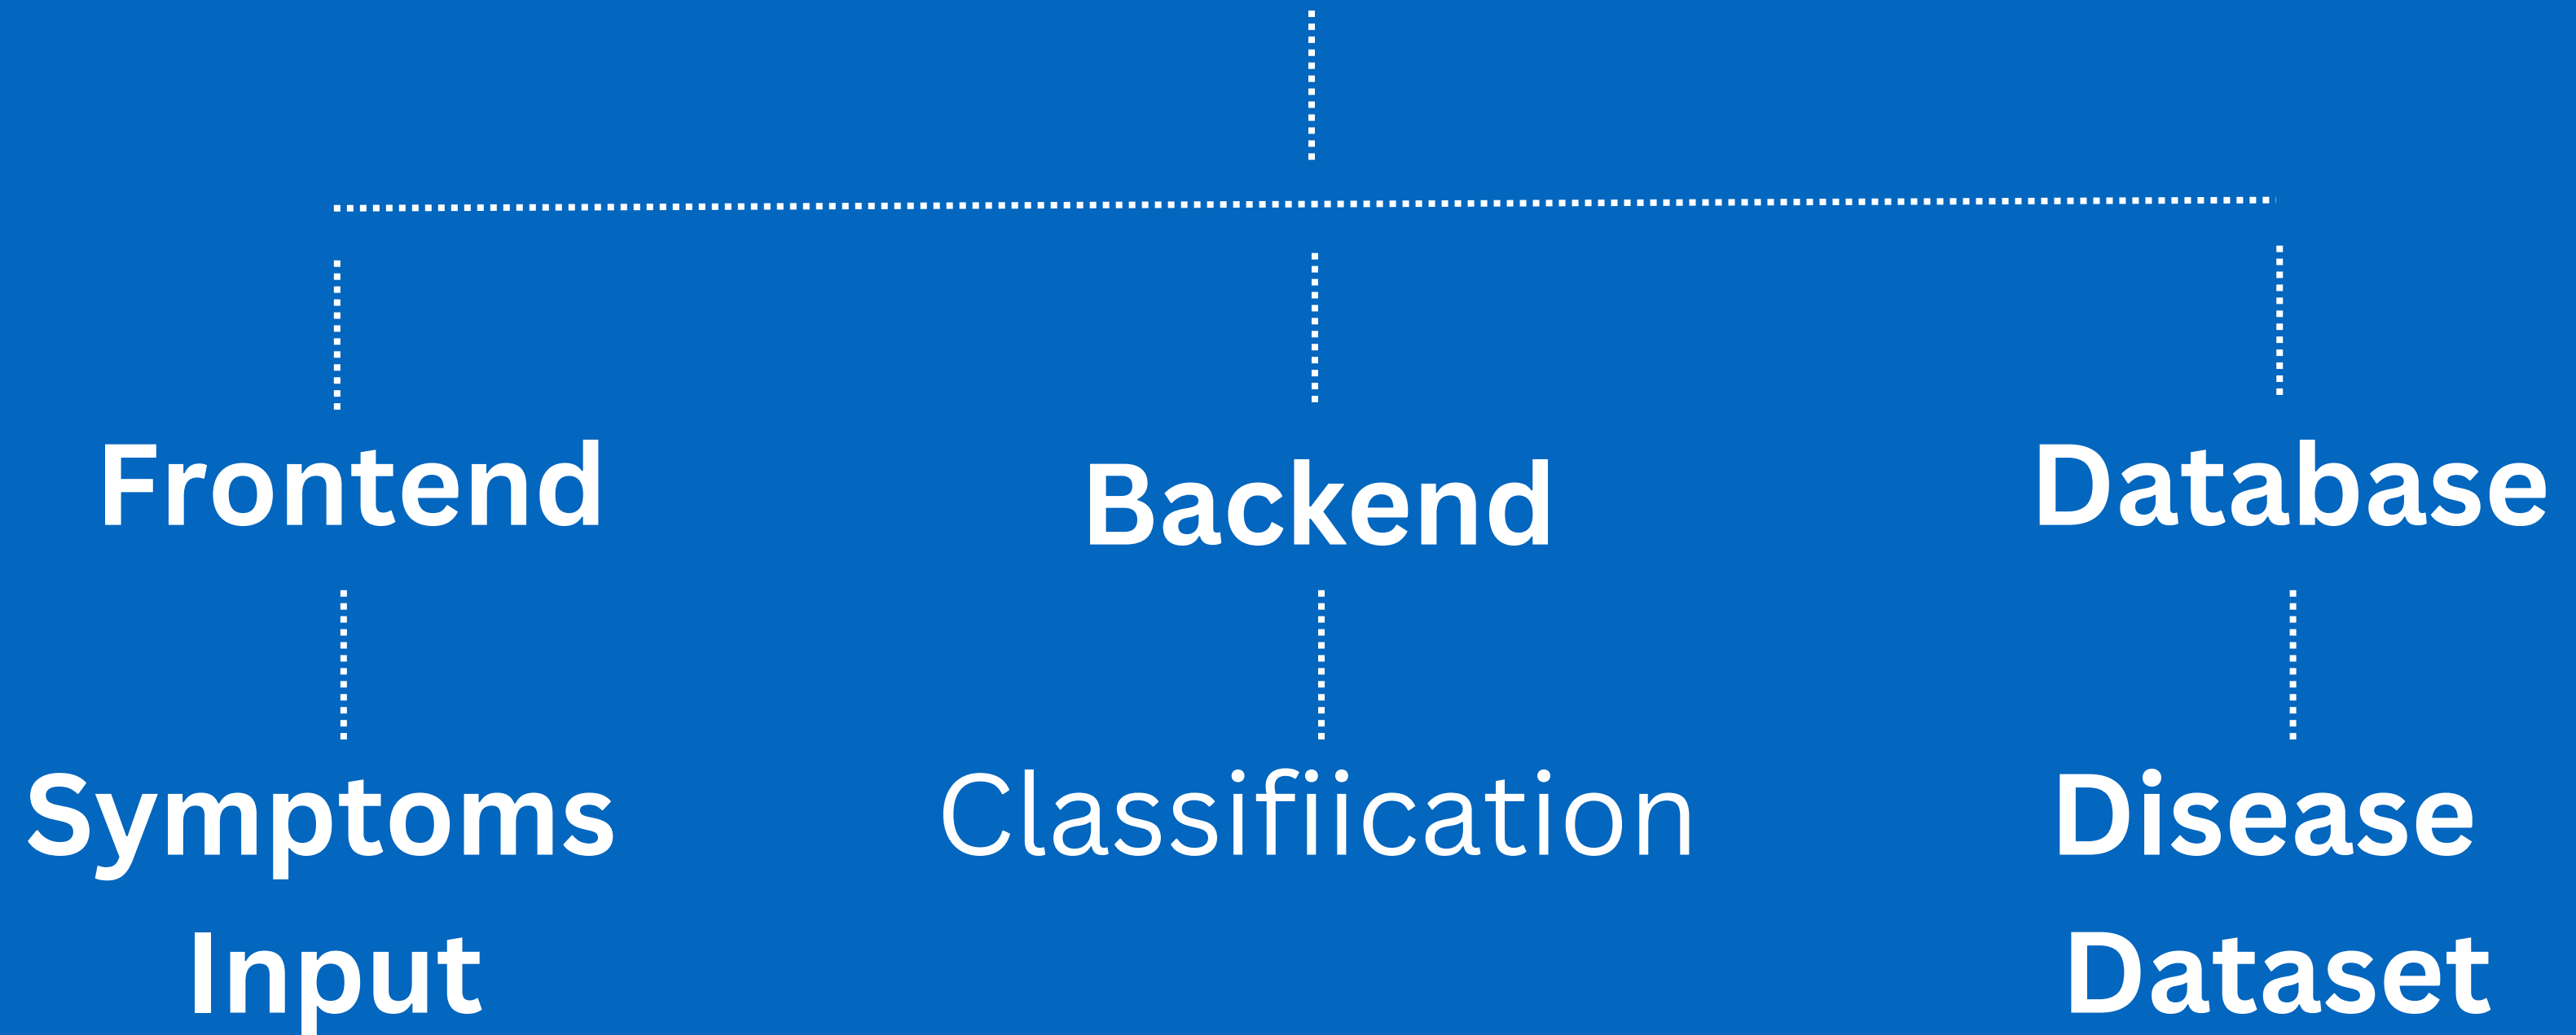 Frontend
Backend
Database
Symptoms
Input
Classifiication
Disease
Dataset